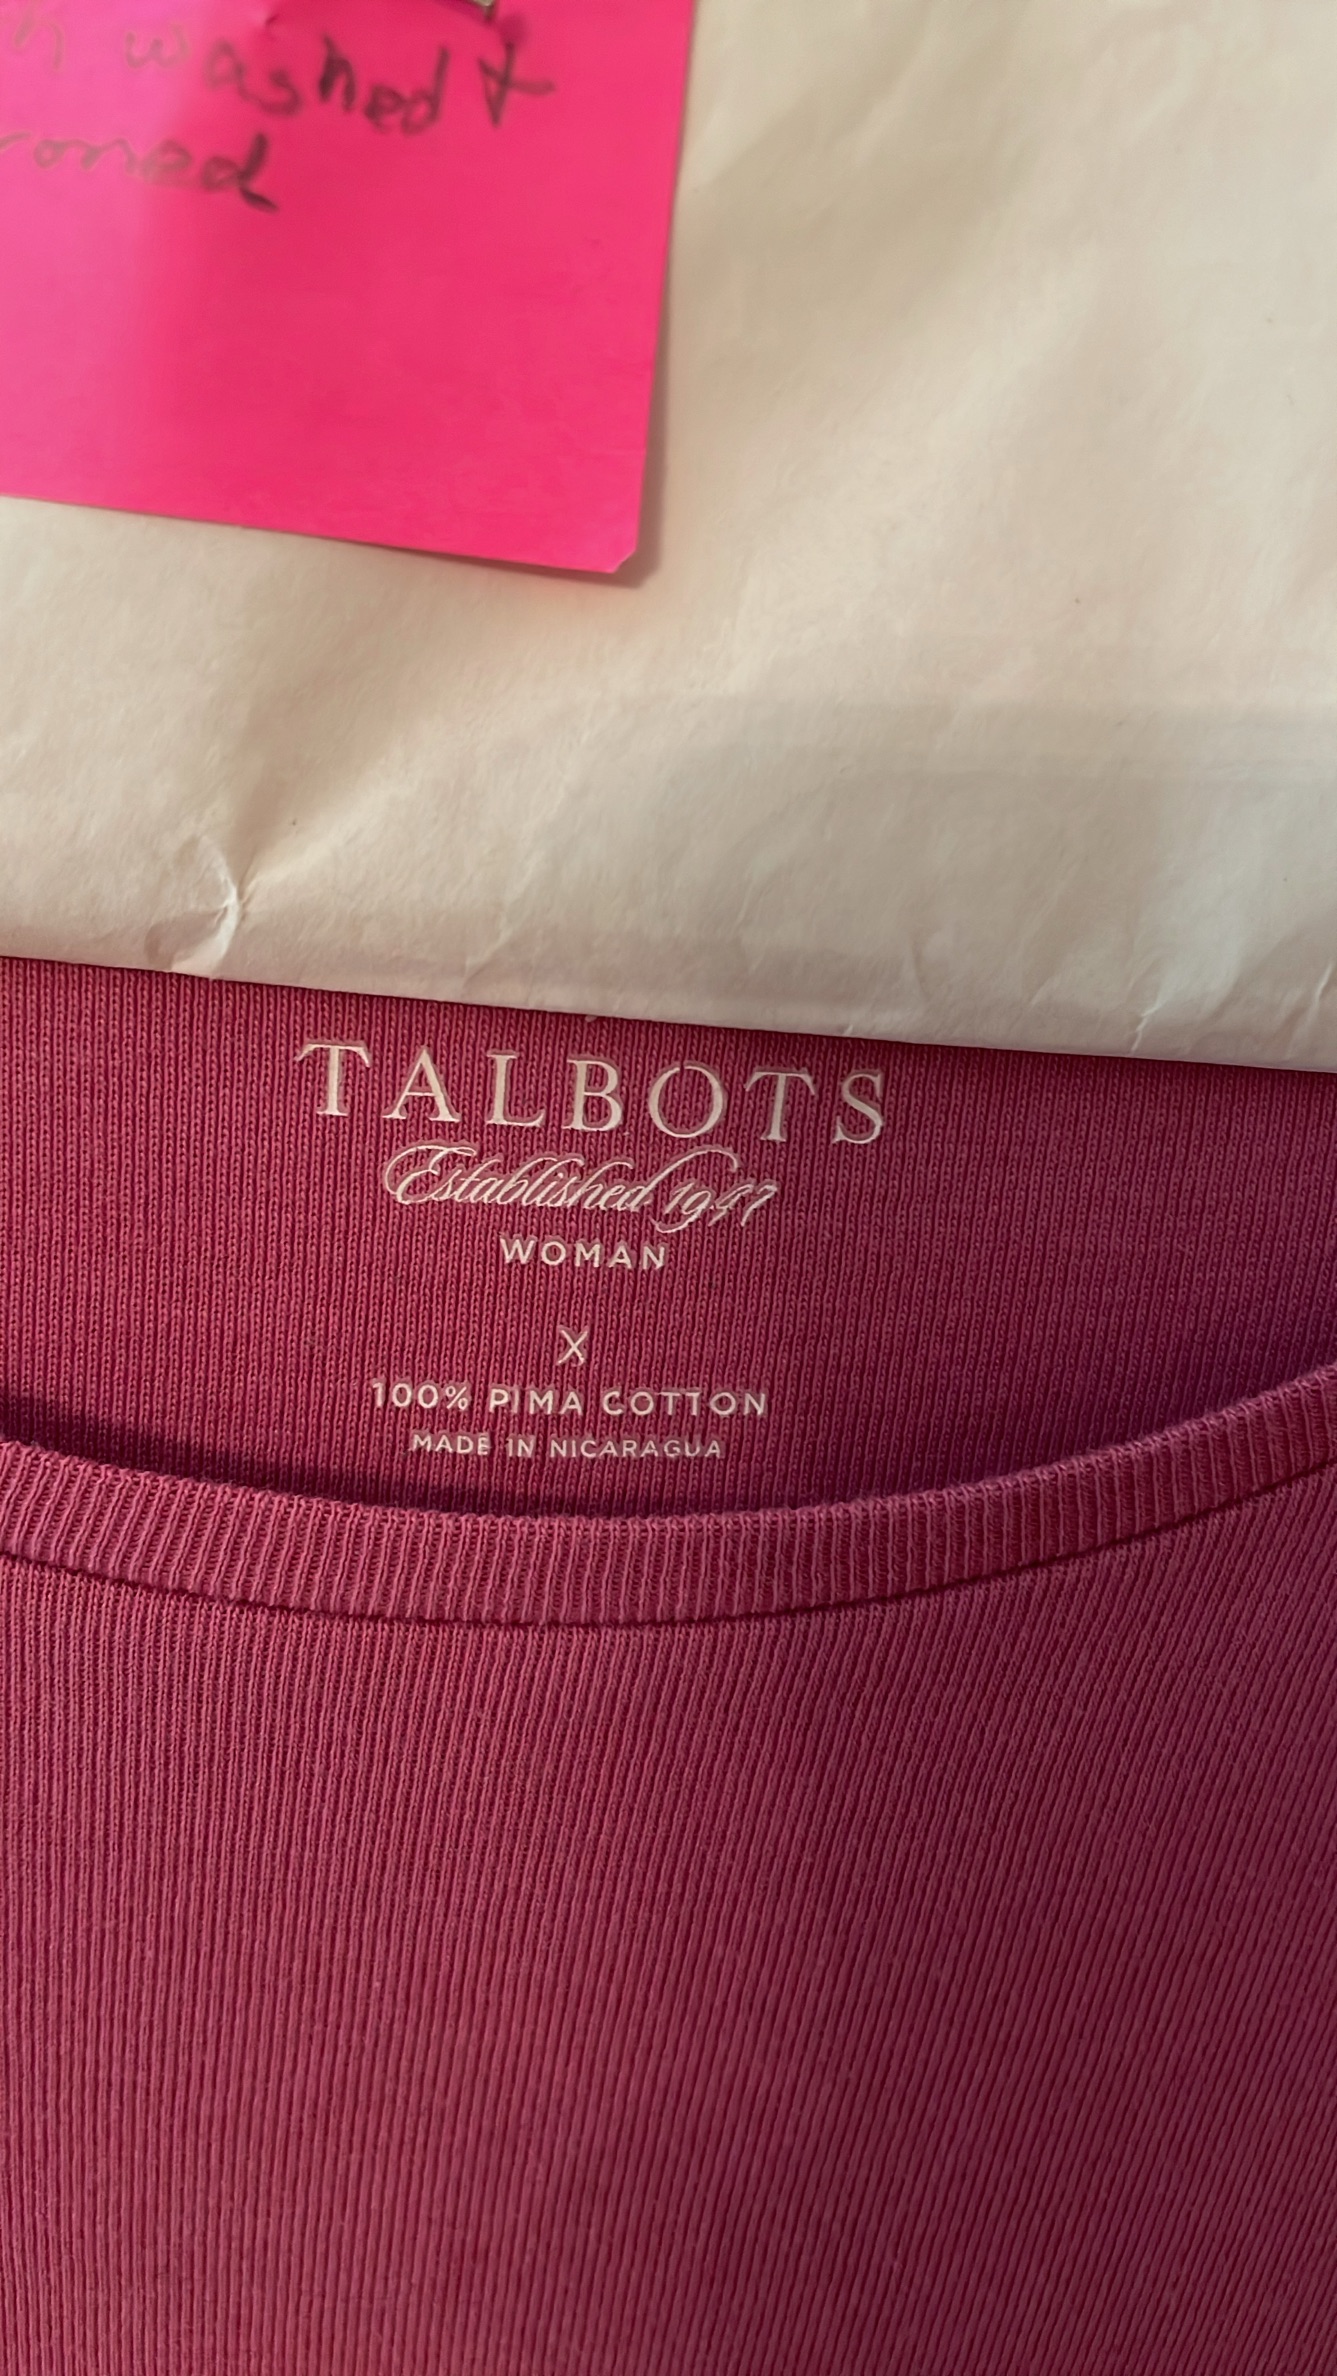 washed +
TALBOTS
Established 1947
WOMAN
X
100% PIMA COTTON
MADE IN NICARAGUA